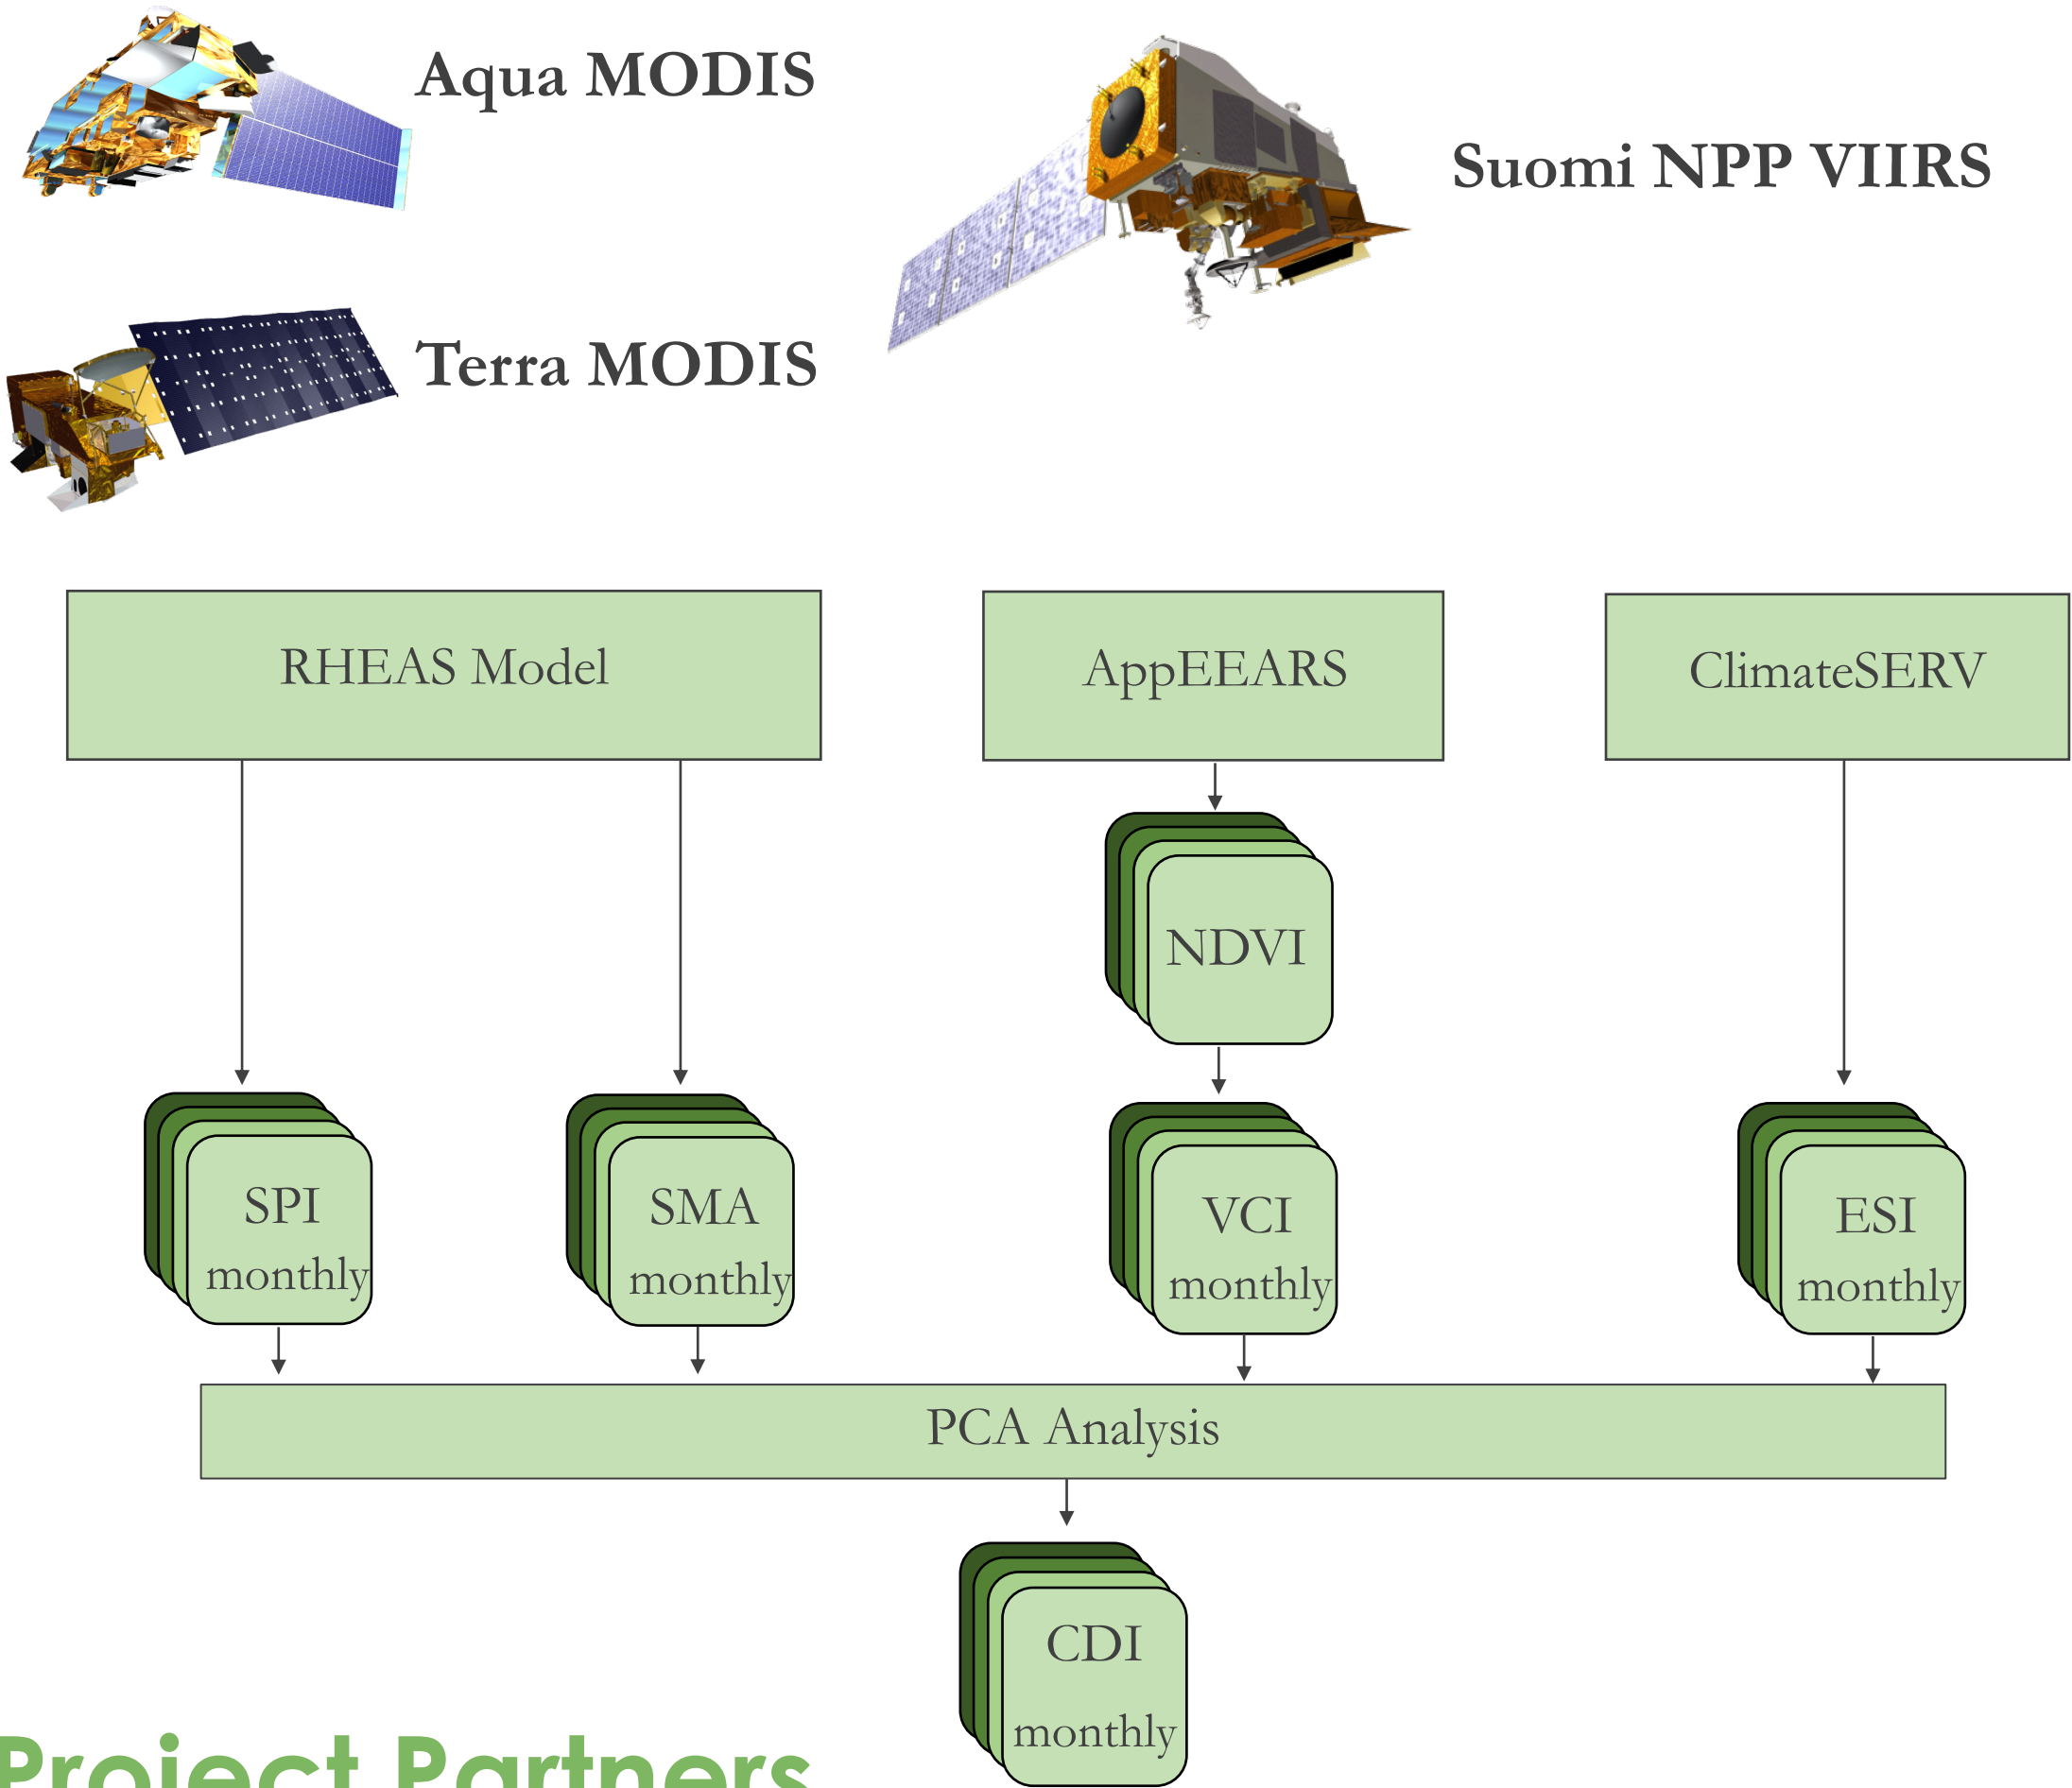 Aqua MODIS
Suomi NPP VIIRS
Terra MODIS
RHEAS Model
AppEEARS
ClimateSERV
NDVI
SPI
monthly
SMA
monthly
VCI
monthly
ESI
monthly
PCA Analysis
CDI
monthly
Project Partners